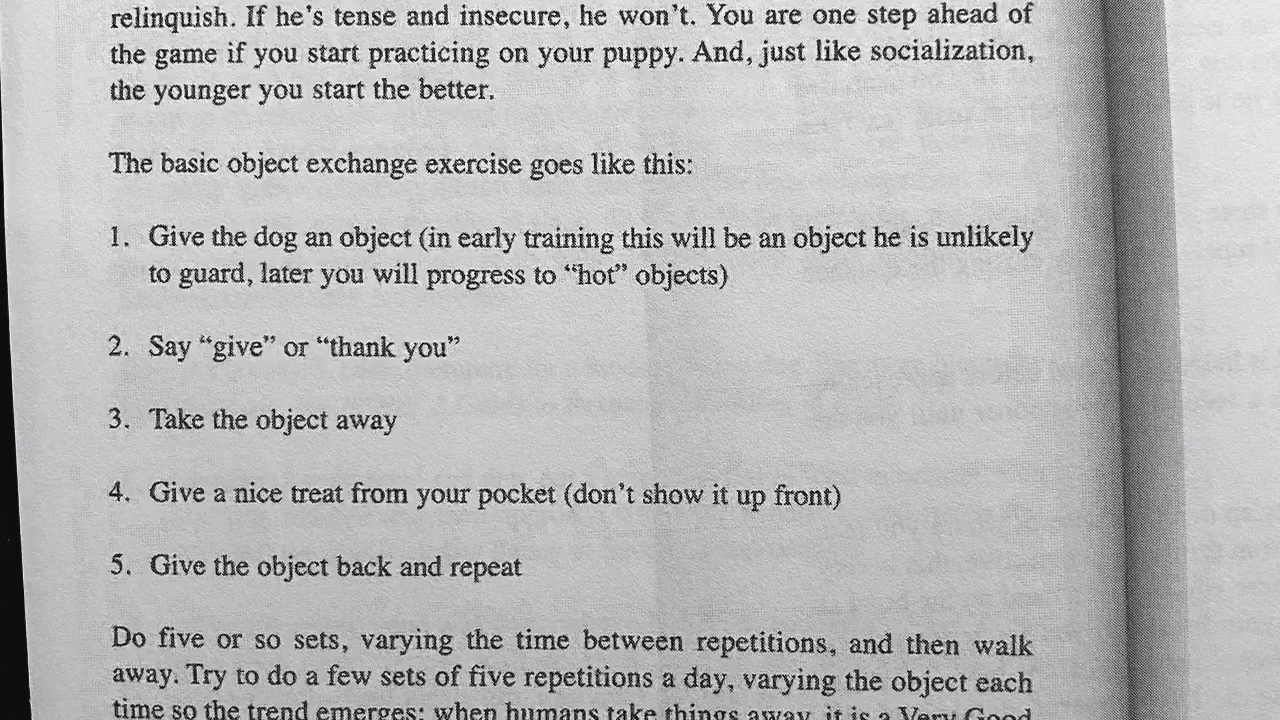 relinquish. If he's tense and insecure, he won't. You are one step ahead of
the game if you start practicing on your puppy. And, just like socialization,
the younger you start the better.
The basic object exchange exercise goes like this:
1. Give the dog an object (in early training this will be an object he is unlikely
to guard, later you will progress to “hot” objects)
2. Say “give” or “thank you”
3. Take the object away
4. Give a nice treat from your pocket (don't show it up front)
5. Give the object back and repeat
Do five or so sets, varying the time between repetitions, and then walk
away. Try to do a few sets of five repetitions a day, varying the object each
time so the trend emerges: when humans take things away, it is a Very Good